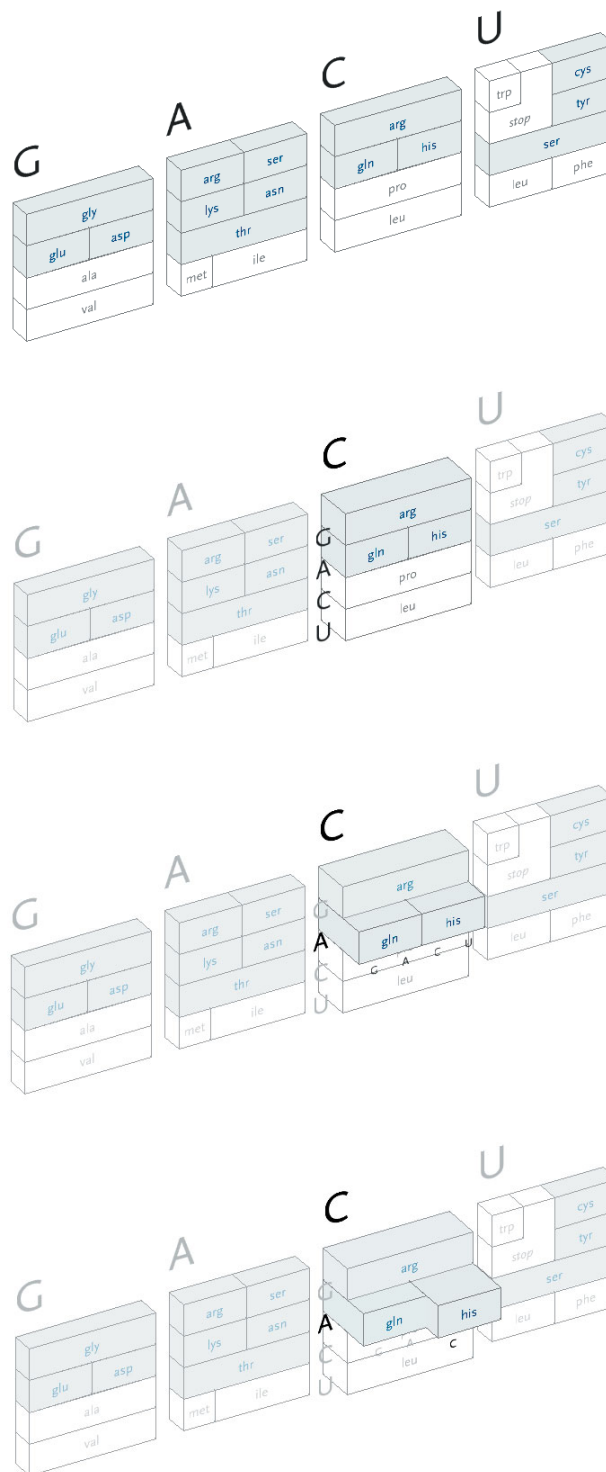 U
C
cys
trp
tyr
stop
A
arg
ser
gln
his
G
arg
ser
pro
leu
phe
lys
asn
leu
gly
thr
glu
asp
met
ile
ala
val
U
C
cys
trp
tyr
stop
A
arg
ser
G
gln
his
G
arg
ser
A
pro
leu
phe
lys
asn
C
leu
gly
thr
U
glu
asp
met
ile
ala
val
U
C
cys
trp
tyr
stop
A
arg
ser
G
gln
his
G
arg
ser
A
leu
phe
lys
asn
G
A
C
U
C
leu
gly
thr
U
glu
asp
met
ile
ala
val
U
C
cys
trp
tyr
stop
A
arg
ser
G
gln
his
G
arg
ser
A
leu
phe
lys
asn
G
A
C
C
leu
gly
thr
U
glu
asp
met
ile
ala
val